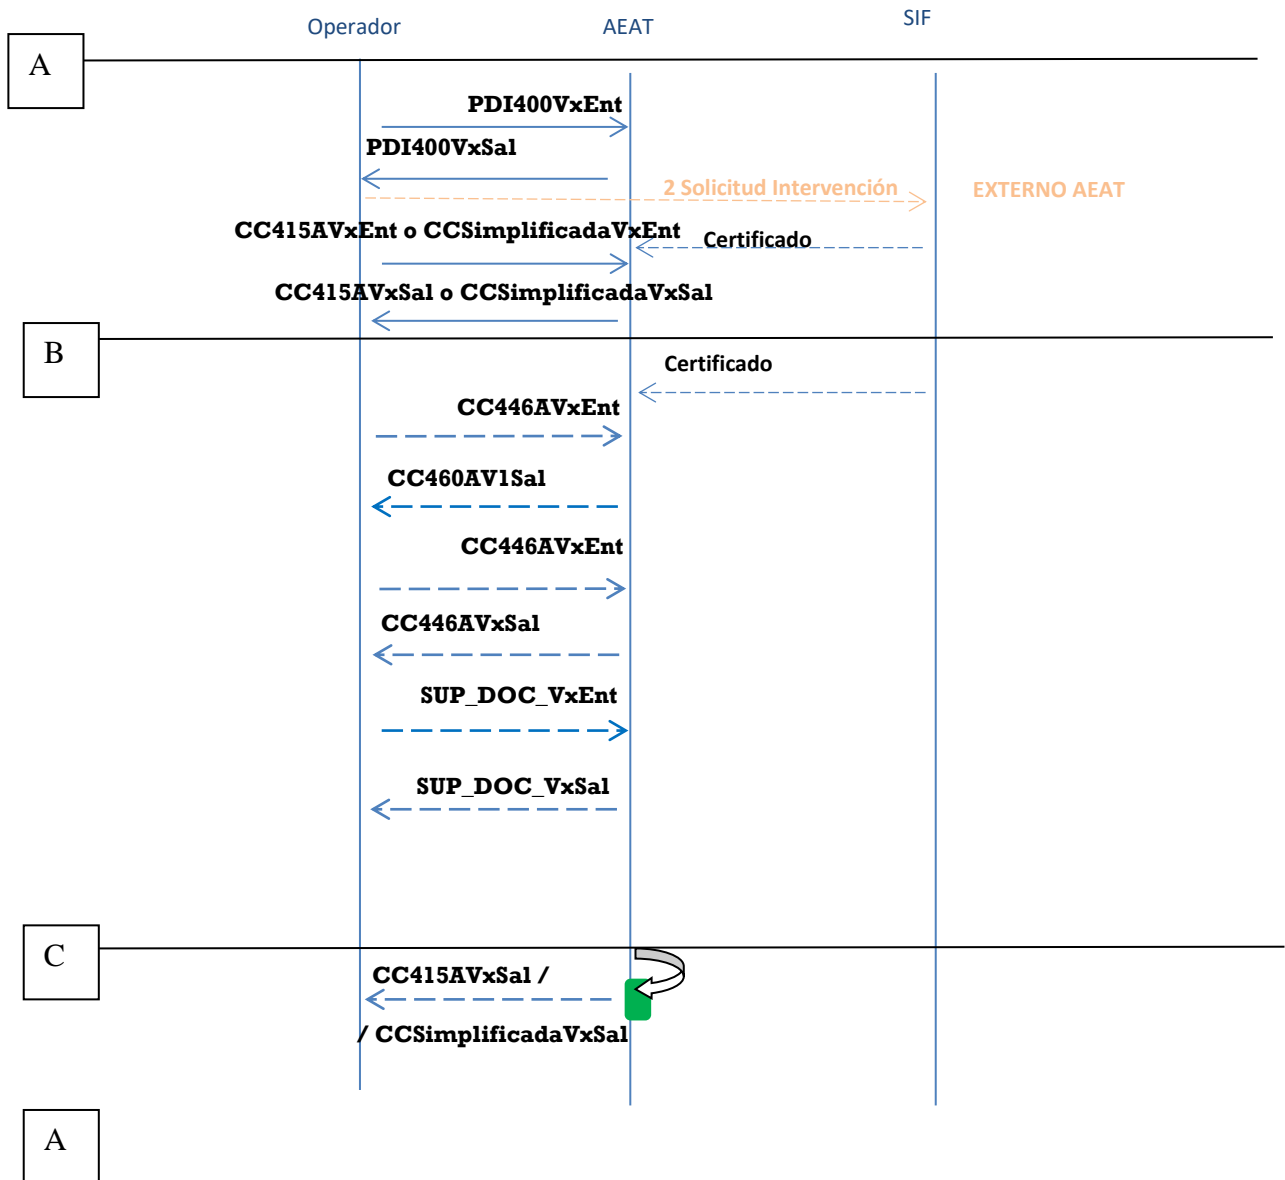 Operador
AEAT
SIF
A
PDI400VxEnt
PDI400VxSal
2 Solicitud Intervención
EXTERNO AEAT
CC415AVxEnt o CCSimplificadaVxEnt
Certificado
CC415AVxSal o CCSimplificadaVxSal
B
Certificado
CC446AVxEnt
CC460AV1Sal
CC446AVxEnt
CC446AVxSal
SUP_DOC_VxEnt
SUP_DOC_VxSal
C
CC415AVxSal /
/ CCSimplificadaVxSal
A